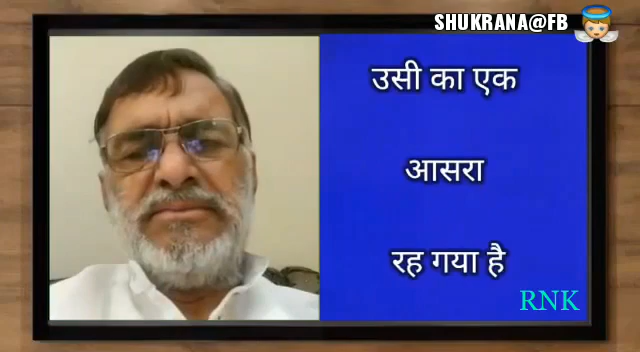 SHUKRANA@FB
उसी का एक
आसरा
रह गया है
RNK